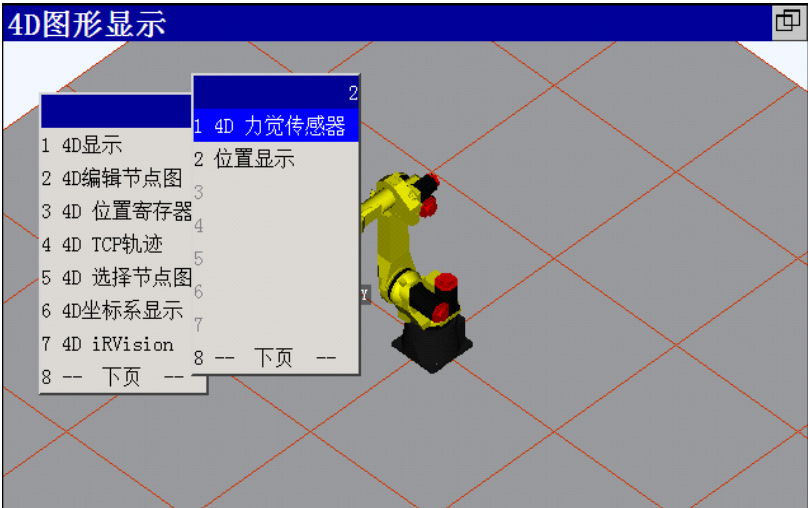 4D图形显示
1 4D显示
2 4D编辑节点图
3 4D 位置寄存器
4 4D TCP轨迹
5 4D 选择节点图
6 4D坐标系显示
7 4D iRVision
8 -- 下页 --
2
1 4D 力觉传感器
2 位置显示
3
4
5
6
7
8 -- 下页 --
Y